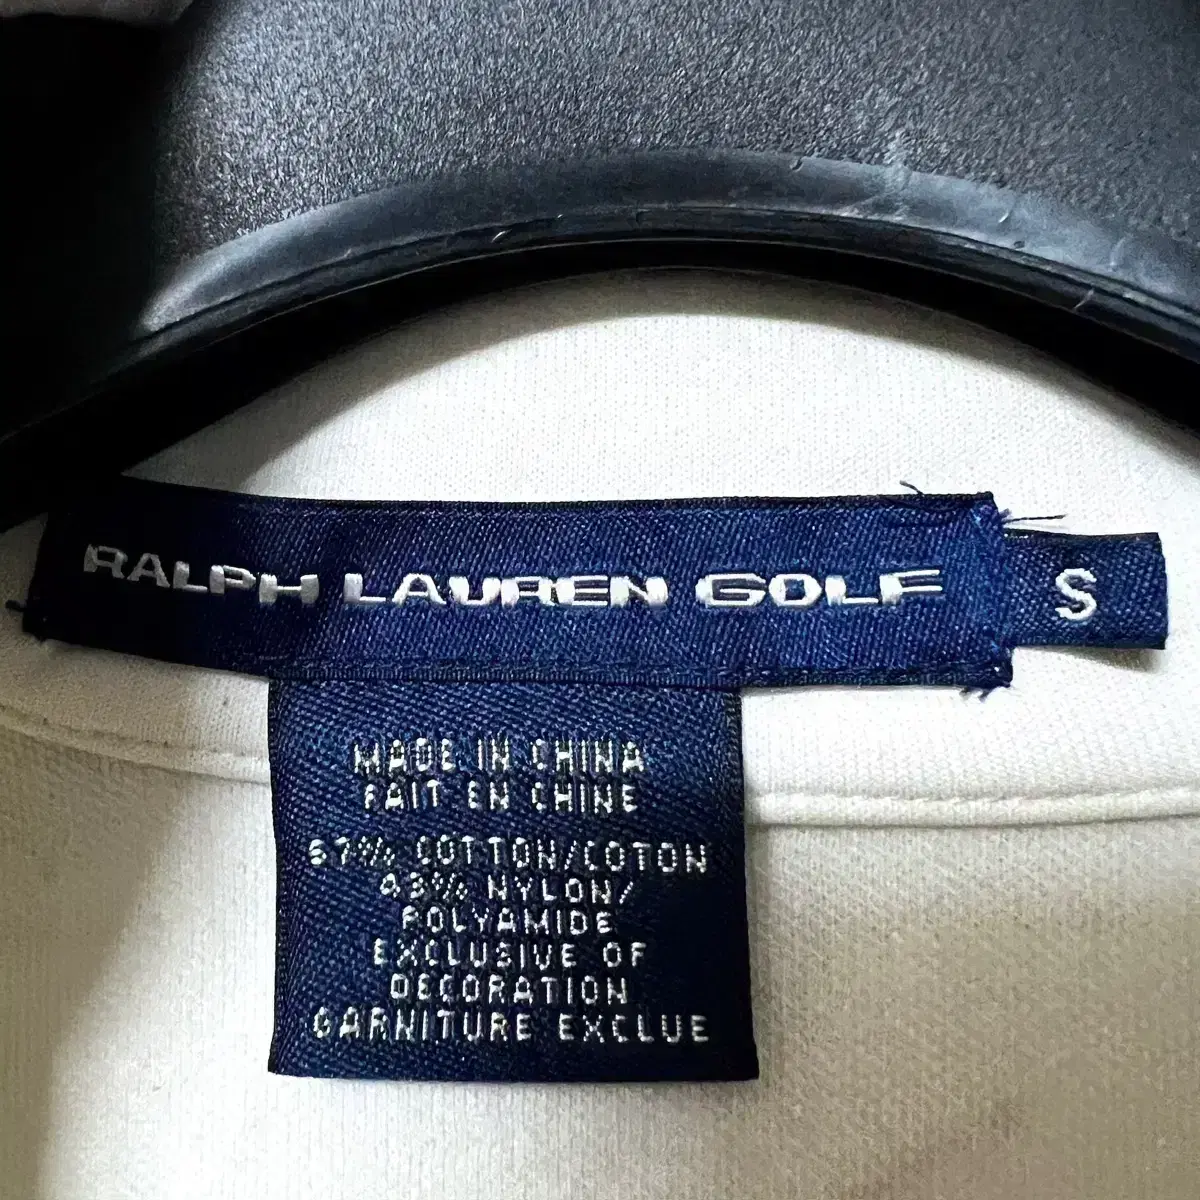 RALPH LAUREN GOLF
S
MADE IN CHINA
FAIT EN CHINE
57% COTTON/COTON
43% NYLON/
POLYAMIDE
EXCLUSIVE OF
DECORATION
GARNITURE EXCLUE